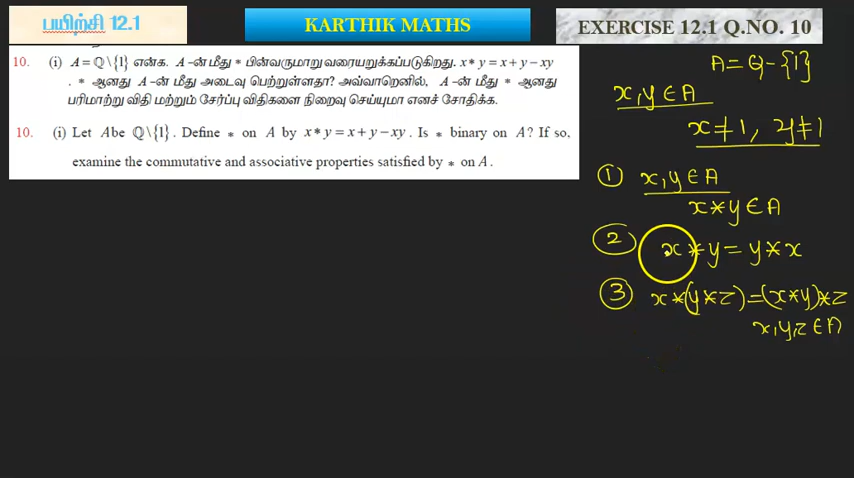 பயிற்சி 12.1
KARTHIK MATHS
EXERCISE 12.1 Q.NO. 10
10. (i) A = ℚ \ {1} என்க. A-ன் மீது * பின்வருமாறு வரையறுக்கப்படுகிறது. x * y = x + y − xy
. * ஆனது A-ன் மீது அடைவு பெற்றுள்ளதா? அவ்வாறெனில், A-ன் மீது * ஆனது
பரிமாற்று விதி மற்றும் சேர்ப்பு விதிகளை நிறைவு செய்யுமா எனச் சோதிக்க.
10. (i) Let A be ℚ \ {1}. Define * on A by x * y = x + y − xy. Is * binary on A? If so,
examine the commutative and associative properties satisfied by * on A.
A = Q - {1}
x, y ∈ A
x ≠ 1, y ≠ 1
① x, y ∈ A
x * y ∈ A
② x * y = y * x
③ x * (y * z) = (x * y) * z
x, y, z ∈ A